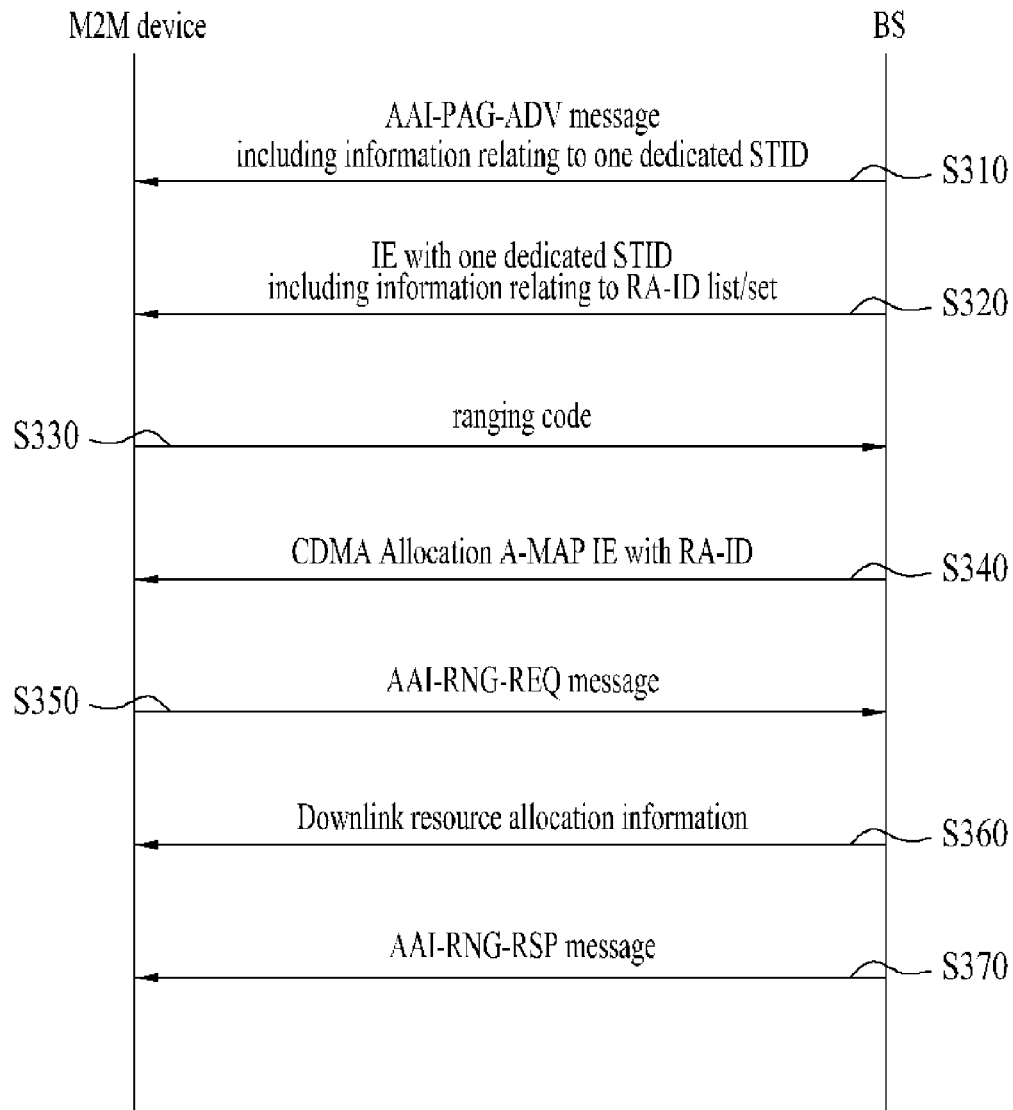 M2M device
BS
AAI-PAG-ADV message
including information relating to one dedicated STID
S310
IE with one dedicated STID
including information relating to RA-ID list/set
S320
ranging code
S330
CDMA Allocation A-MAP IE with RA-ID
S340
AAI-RNG-REQ message
S350
Downlink resource allocation information
S360
AAI-RNG-RSP message
S370